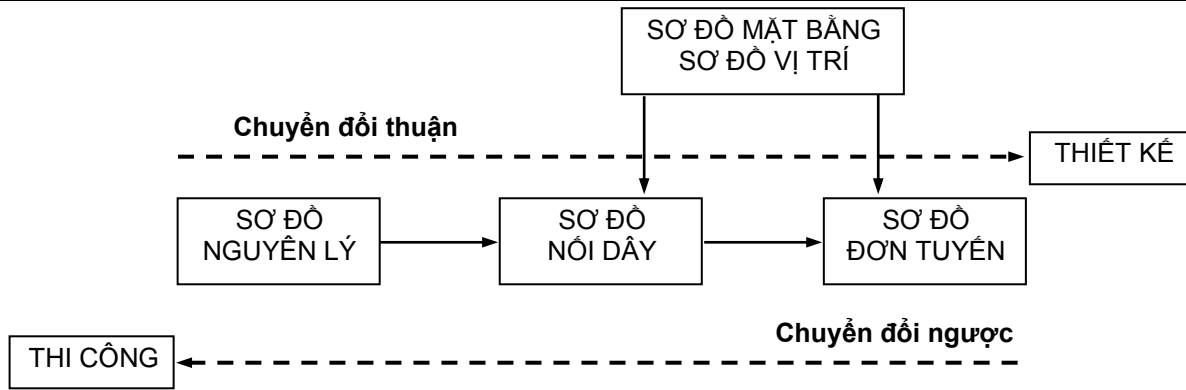 SƠ ĐỒ MẶT BẰNG
SƠ ĐỒ VỊ TRÍ
Chuyển đổi thuận
THIẾT KẾ
SƠ ĐỒ
NGUYÊN LÝ
SƠ ĐỒ
NỐI DÂY
SƠ ĐỒ
ĐƠN TUYẾN
Chuyển đổi ngược
THI CÔNG